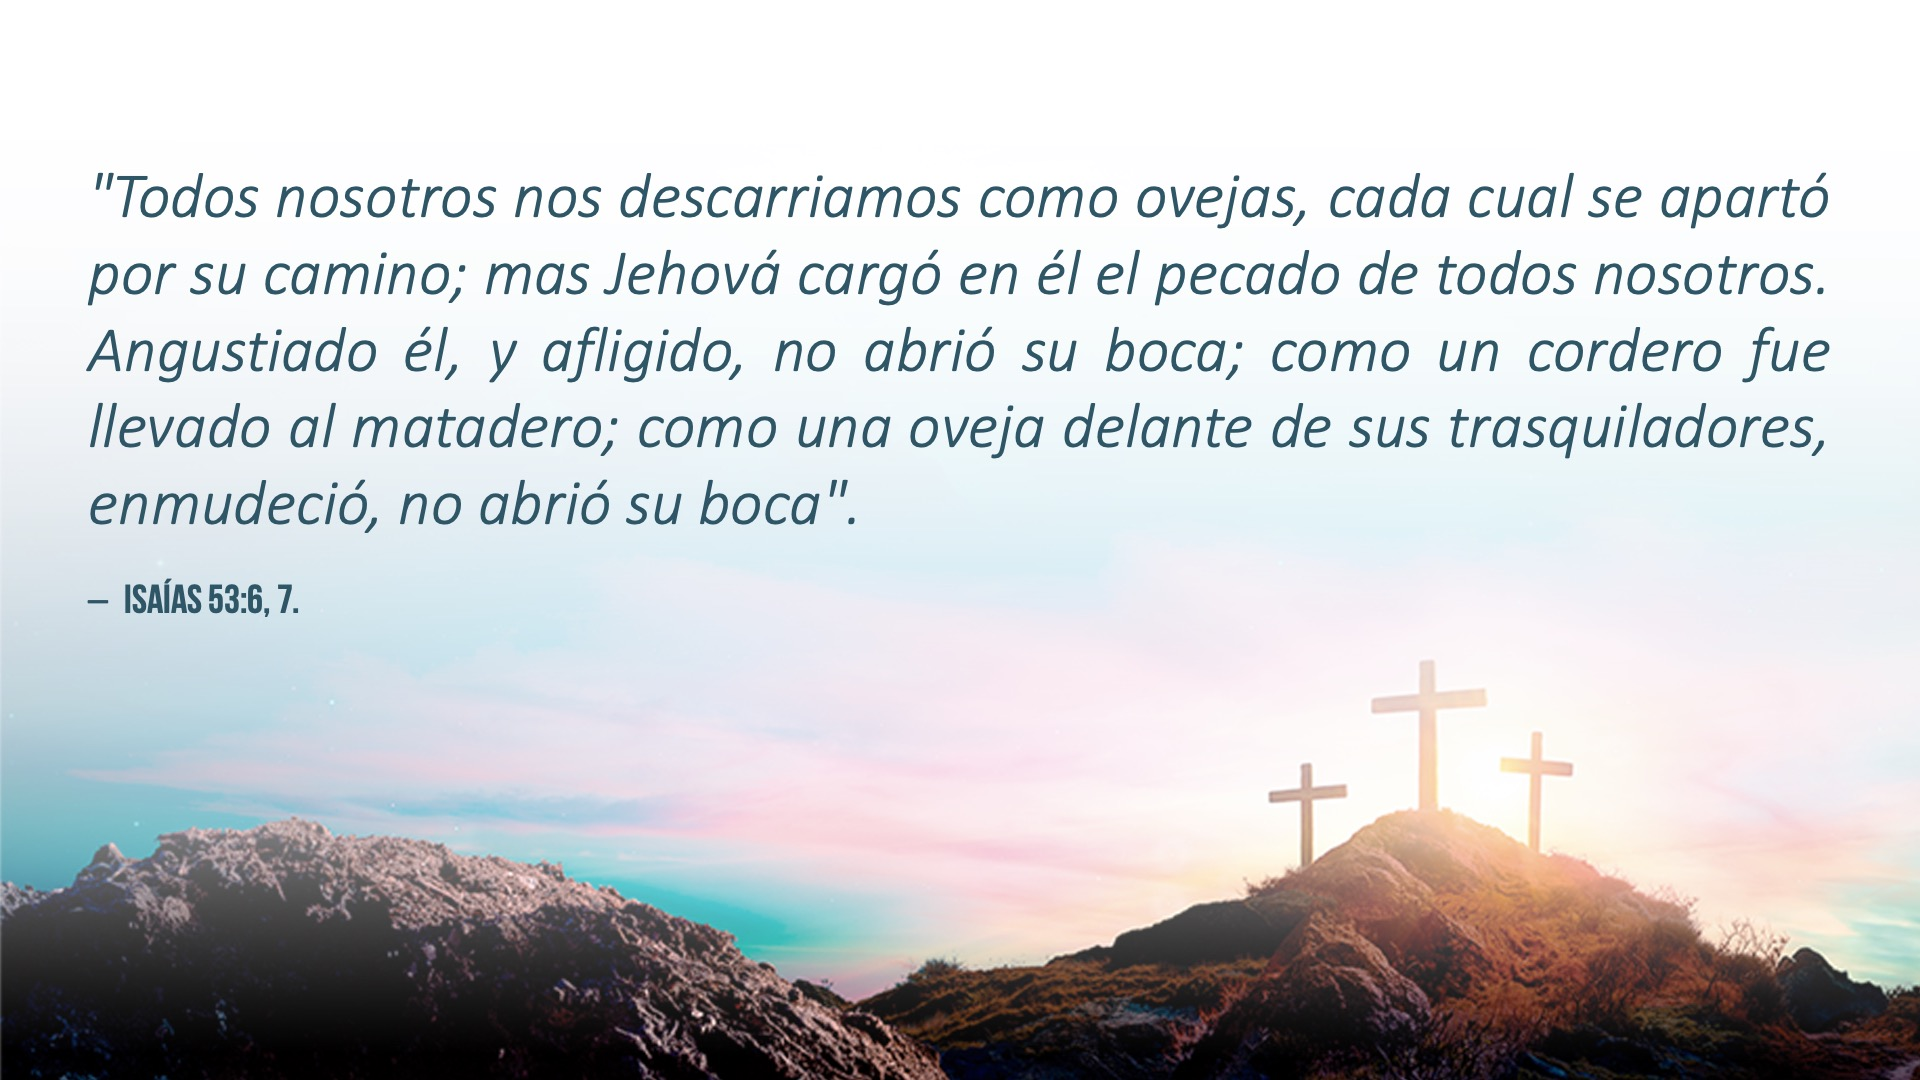 "Todos nosotros nos descarriamos como ovejas, cada cual se apartó
por su camino; mas Jehová cargó en él el pecado de todos nosotros.
Angustiado él, y afligido, no abrió su boca; como un cordero fue
llevado al matadero; como una oveja delante de sus trasquiladores,
enmudeció, no abrió su boca".
– ISAÍAS 53:6, 7.